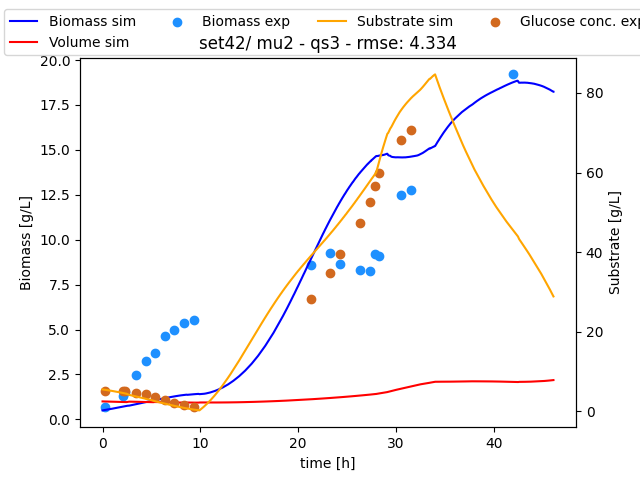 Biomass sim
Biomass exp
Substrate sim
Glucose conc. exp
Volume sim
set42/ mu2 - qs3 - rmse: 4.334
20.0
17.5
15.0
12.5
10.0
7.5
5.0
2.5
0.0
Biomass [g/L]
80
60
40
20
0
Substrate [g/L]
0
10
20
30
40
time [h]